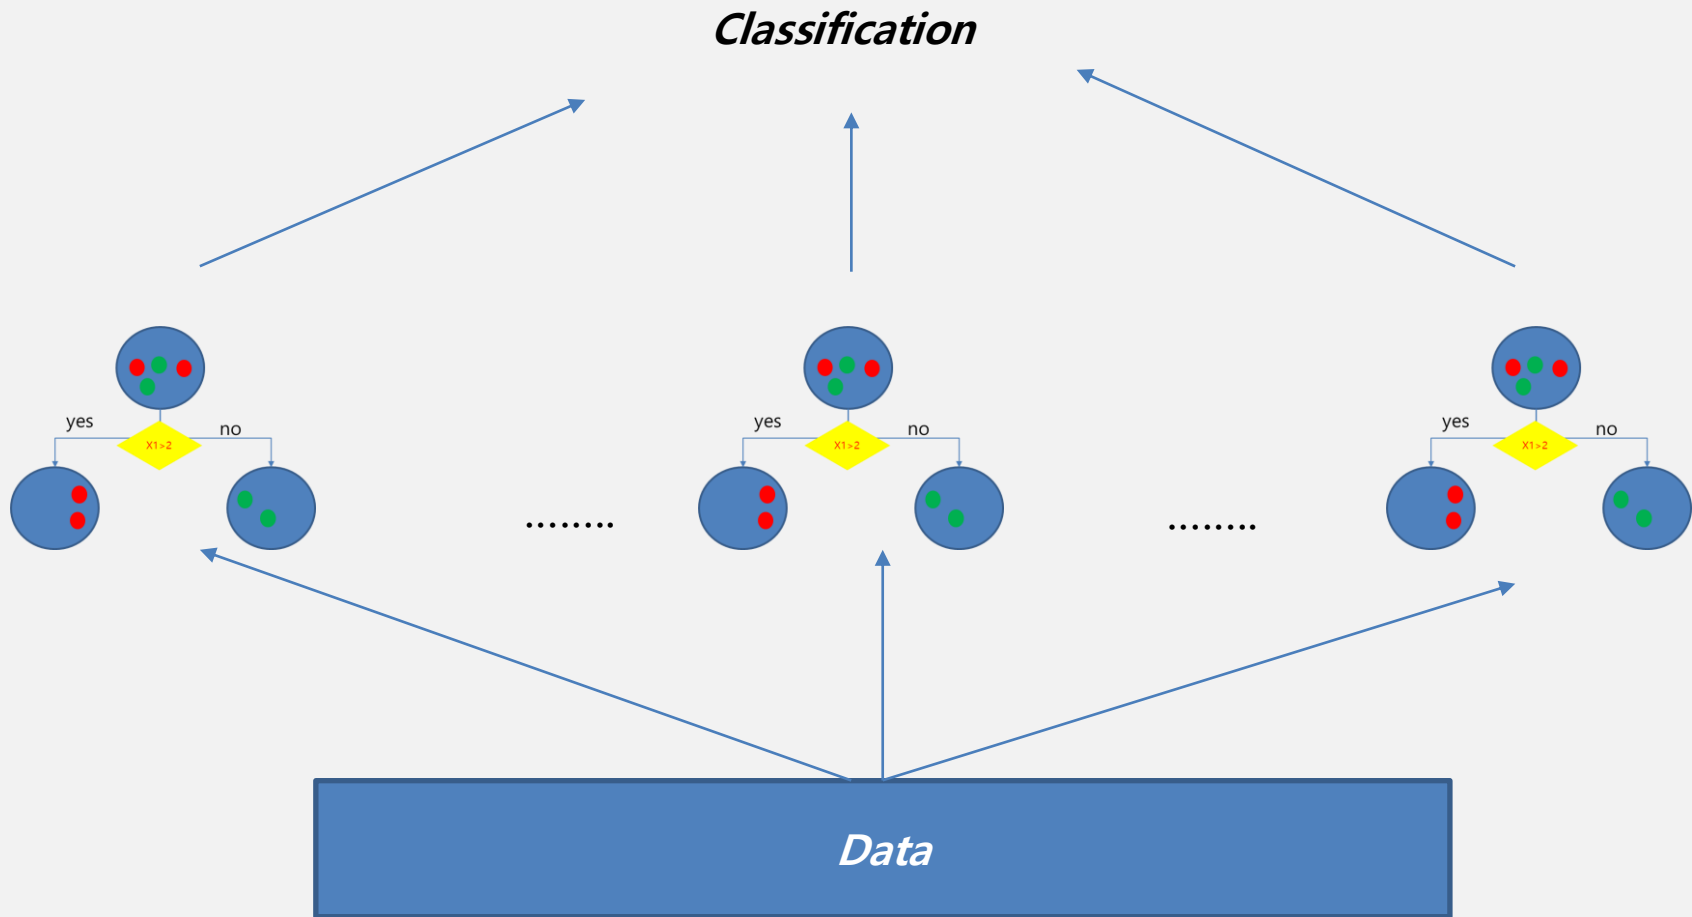 Classification
yes
no
X1>2
yes
no
X1>2
yes
no
X1>2
........
........
Data